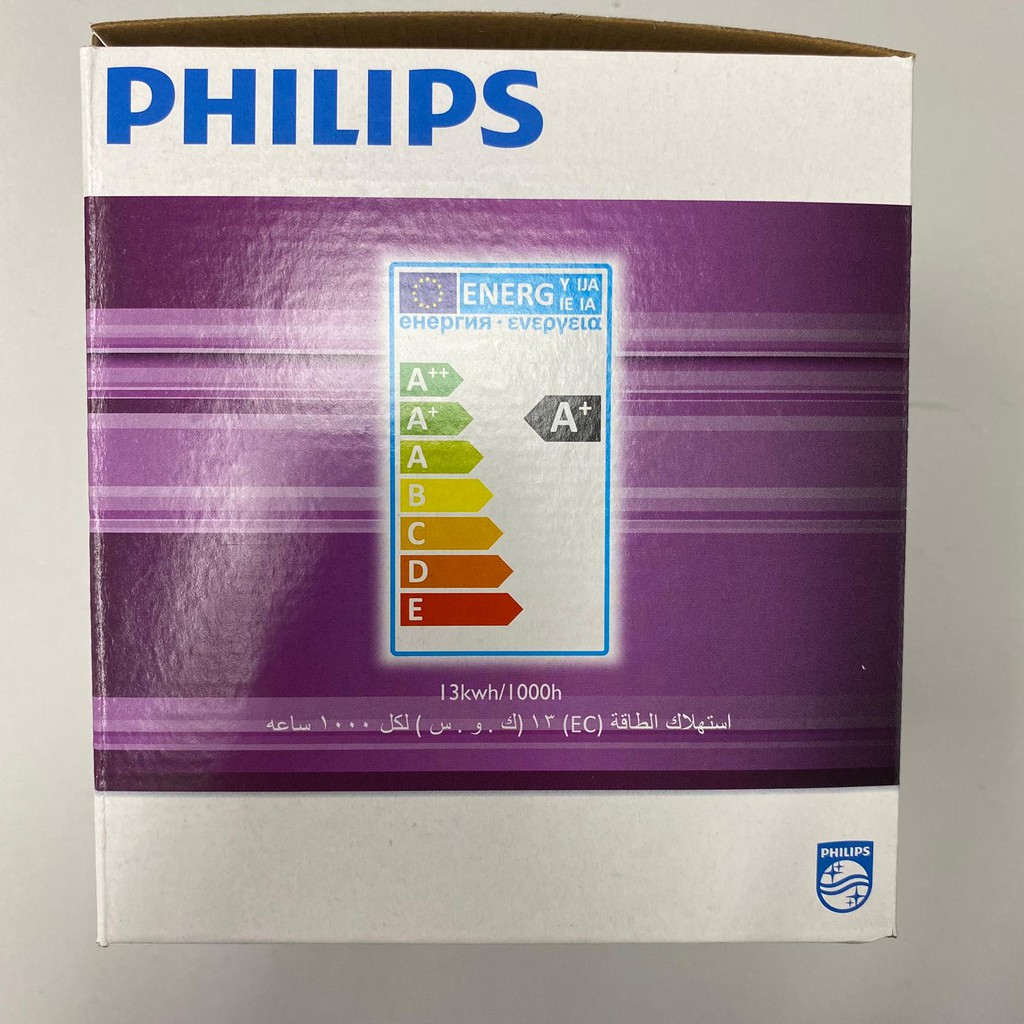 PHILIPS
ENERG Y IJA
IE IA
енергия · ενεργεια
A++
A+
A+
A
B
C
D
E
13kwh/1000h
استهلاك الطاقة (EC) ١٣ (ك . و . س ) لكل ١٠٠٠ ساعه
PHILIPS